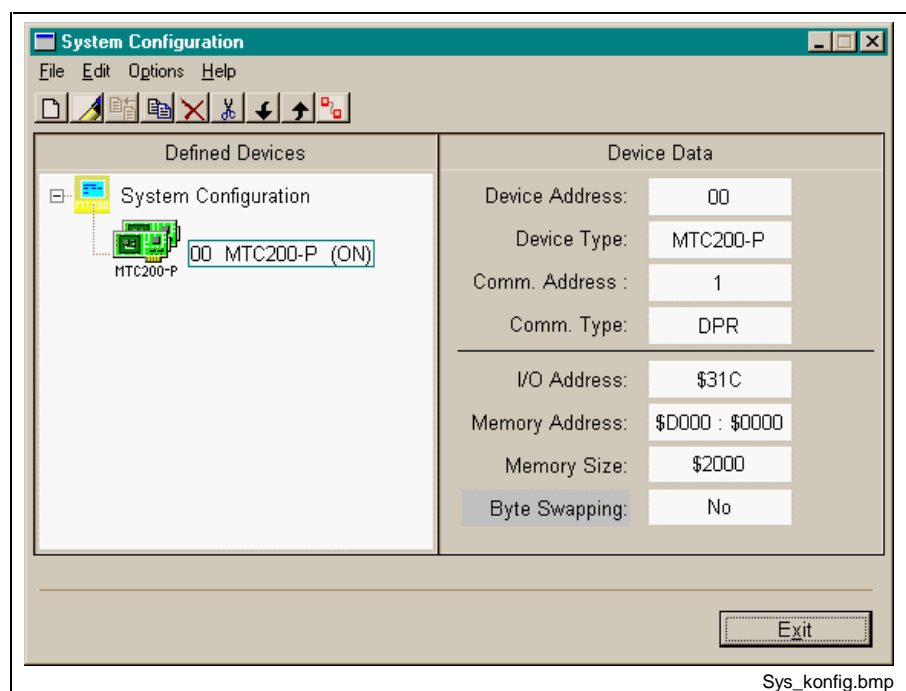 System Configuration
File Edit Options Help
Defined Devices
Device Data
System Configuration
MT200
00 MTC200-P (ON)
MTC200-P
Device Address: 00
Device Type: MTC200-P
Comm. Address : 1
Comm. Type: DPR
I/O Address: $31C
Memory Address: $D000 : $0000
Memory Size: $2000
Byte Swapping: No
Exit
Sys_konfig.bmp